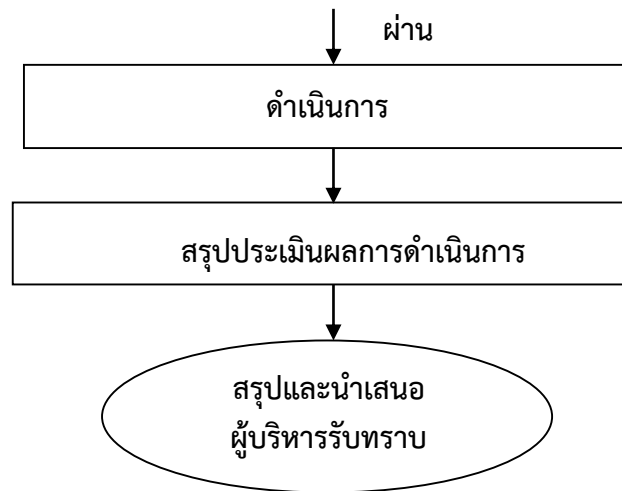 ผ่าน
ดำเนินการ
สรุปประเมินผลการดำเนินการ
สรุปและนำเสนอ
ผู้บริหารรับทราบ